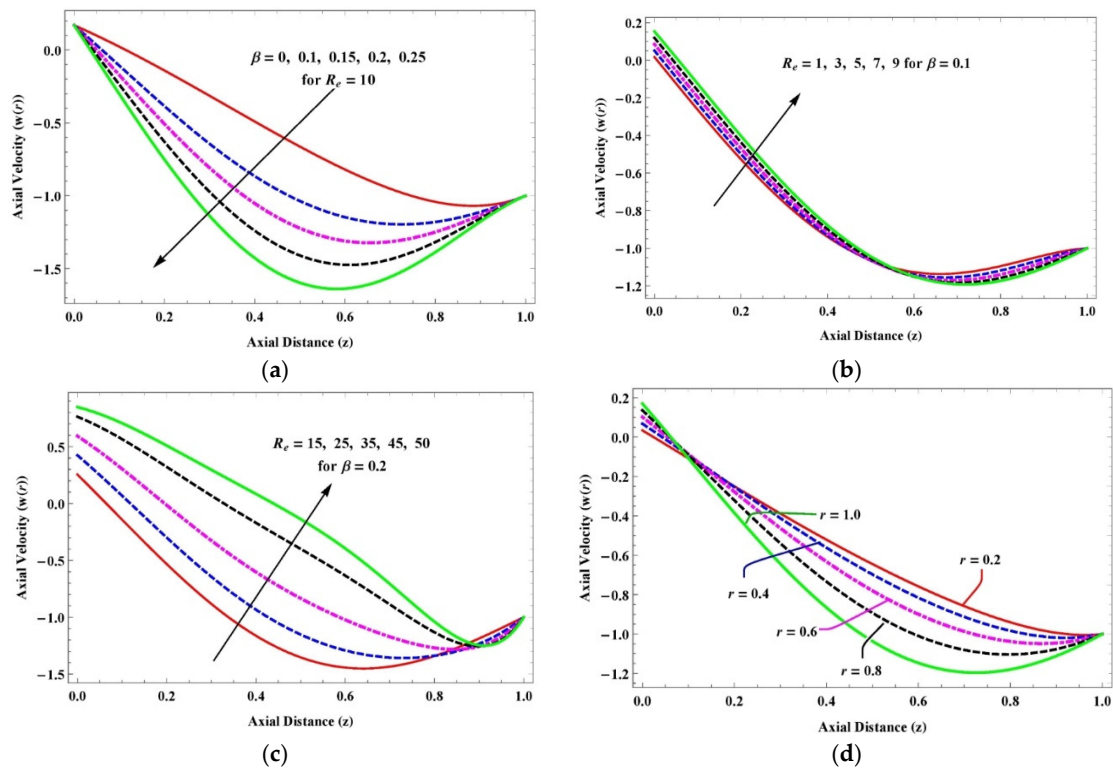 β = 0, 0.1, 0.15, 0.2, 0.25
for Re = 10
Axial Velocity (w(r))
0.0
−0.5
−1.0
−1.5
0.0 0.2 0.4 0.6 0.8 1.0
Axial Distance (z)
(a)
Re = 1, 3, 5, 7, 9 for β = 0.1
Axial Velocity (w(r))
0.2
0.0
−0.2
−0.4
−0.6
−0.8
−1.0
−1.2
0.0 0.2 0.4 0.6 0.8 1.0
Axial Distance (z)
(b)
Re = 15, 25, 35, 45, 50
for β = 0.2
Axial Velocity (w(r))
0.5
0.0
−0.5
−1.0
−1.5
0.0 0.2 0.4 0.6 0.8 1.0
Axial Distance (z)
(c)
Axial Velocity (w(r))
0.2
0.0
−0.2
−0.4
−0.6
−0.8
−1.0
−1.2
r = 1.0
r = 0.2
r = 0.4
r = 0.6
r = 0.8
0.0 0.2 0.4 0.6 0.8 1.0
Axial Distance (z)
(d)